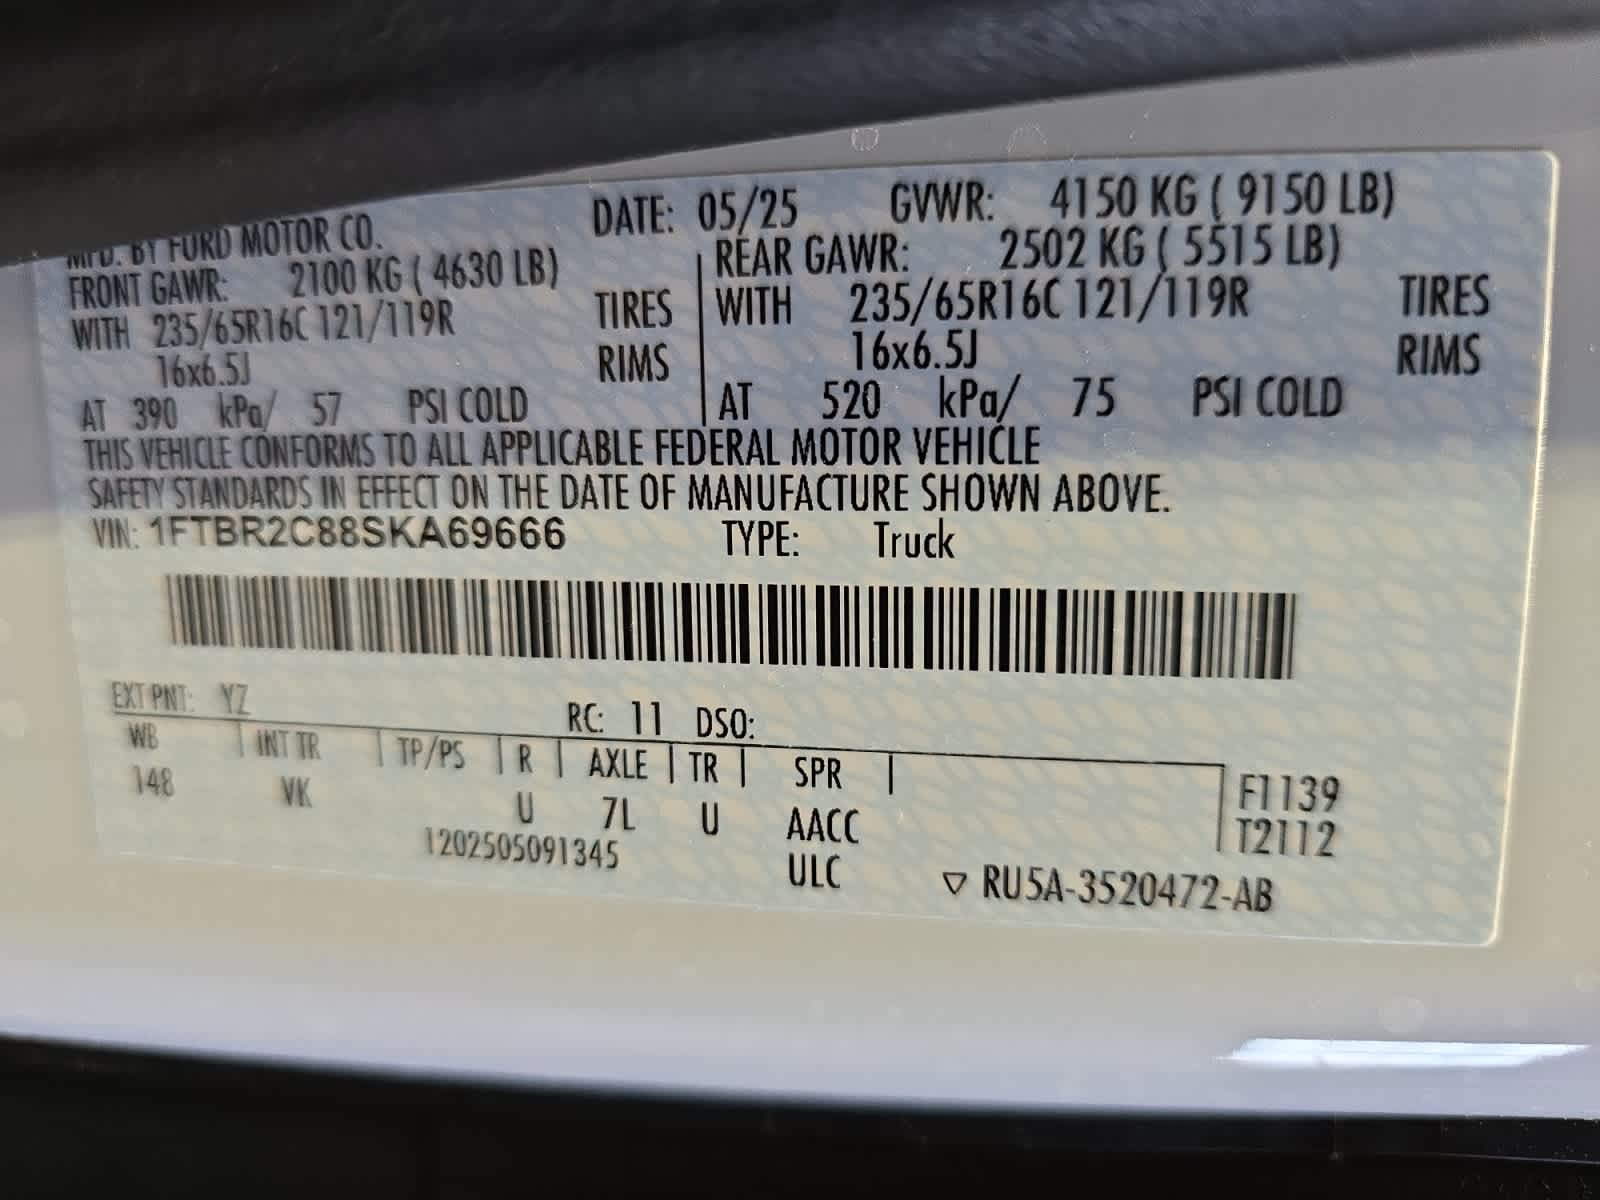 MFD. BY FORD MOTOR CO. DATE: 05/25 GVWR: 4150 KG ( 9150 LB)
FRONT GAWR: 2100 KG ( 4630 LB) REAR GAWR: 2502 KG ( 5515 LB)
WITH 235/65R16C 121/119R TIRES WITH 235/65R16C 121/119R TIRES
16x6.5J RIMS 16x6.5J RIMS
AT 390 kPa/ 57 PSI COLD AT 520 kPa/ 75 PSI COLD
THIS VEHICLE CONFORMS TO ALL APPLICABLE FEDERAL MOTOR VEHICLE
SAFETY STANDARDS IN EFFECT ON THE DATE OF MANUFACTURE SHOWN ABOVE.
VIN: 1FTBR2C88SKA69666 TYPE: Truck
EXT PNT: YZ RC: 11 DSO:
WB INT TR TP/PS R AXLE TR SPR F1139
148 VK U 7L U AACC T2112
1202505091345 ULC ▽ RU5A-3520472-AB